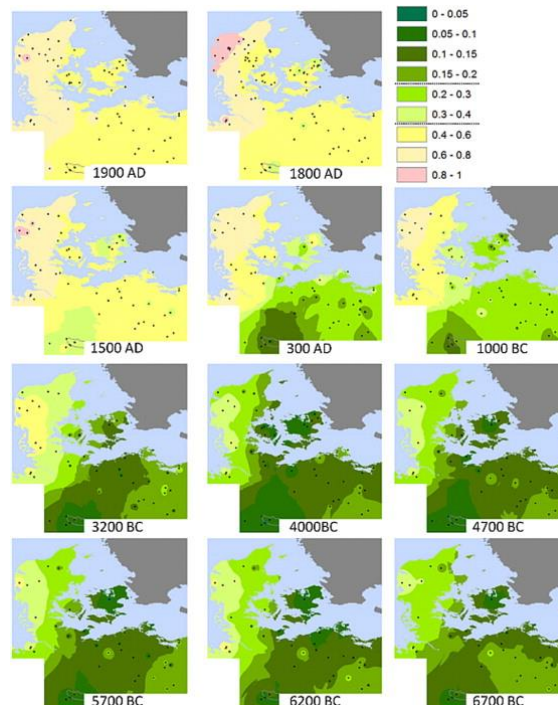 0 - 0.05
0.05 - 0.1
0.1 - 0.15
0.15 - 0.2
0.2 - 0.3
0.3 - 0.4
0.4 - 0.6
0.6 - 0.8
0.8 - 1
1900 AD
1800 AD
1500 AD
300 AD
1000 BC
3200 BC
4000BC
4700 BC
5700 BC
6200 BC
6700 BC